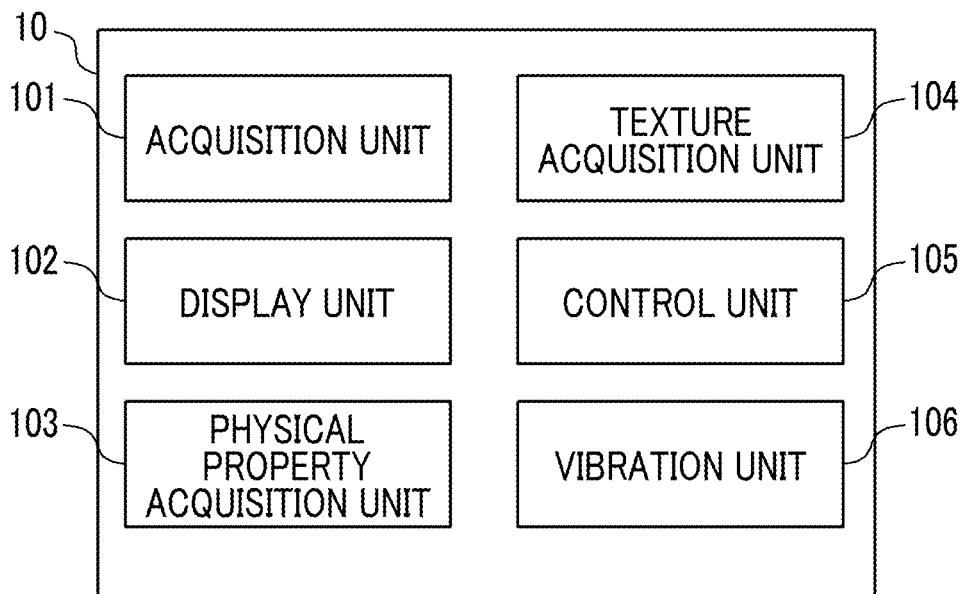 10
101
ACQUISITION UNIT
TEXTURE
ACQUISITION UNIT
104
102
DISPLAY UNIT
CONTROL UNIT
105
103
PHYSICAL
PROPERTY
ACQUISITION UNIT
VIBRATION UNIT
106